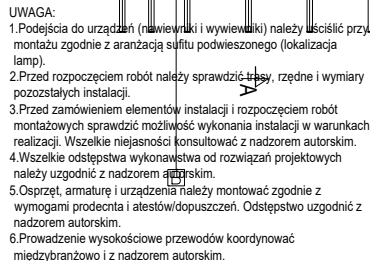 UWAGA:
1.Podejścia do urządzeń (nawiewniki i wywiewniki) należy uściślić przy
montażu zgodnie z aranżacją sufitu podwieszonego (lokalizacja
lamp).
2.Przed rozpoczęciem robót należy sprawdzić trasy, rzędne i wymiary
pozozstałych instalacji.
3.Przed zamówieniem elementów instalacji i rozpoczęciem robót
montażowych sprawdzić możliwość wykonania instalacji w warunkach
realizacji. Wszelkie niejasności konsultować z nadzorem autorskim.
4.Wszelkie odstępstwa wykonawstwa od rozwiązań projektowych
należy uzgodnić z nadzorem autorskim.
5.Osprzęt, armaturę i urządzenia należy montować zgodnie z
wymogami prodecnta i atestów/dopuszczeń. Odstępstwo uzgodnić z
nadzorem autorskim.
6.Prowadzenie wysokościowe przewodów koordynować
międzybranżowo i z nadzorem autorskim.
A
B